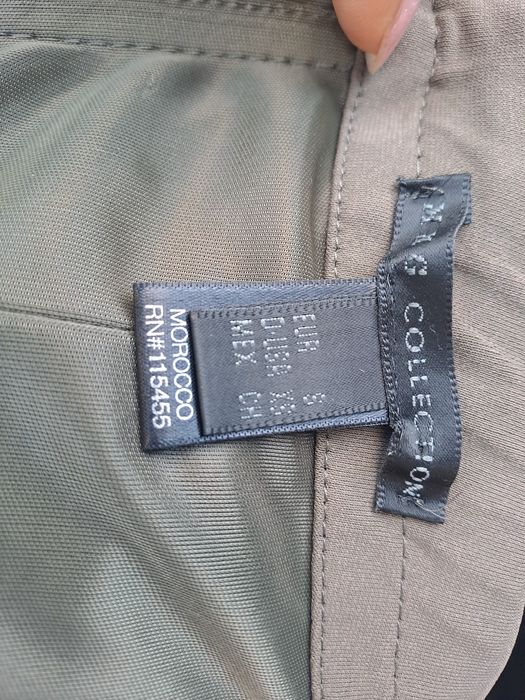 COLLECTION
EUR S
USA XS
MEX CH
MOROCCO
RN#115455